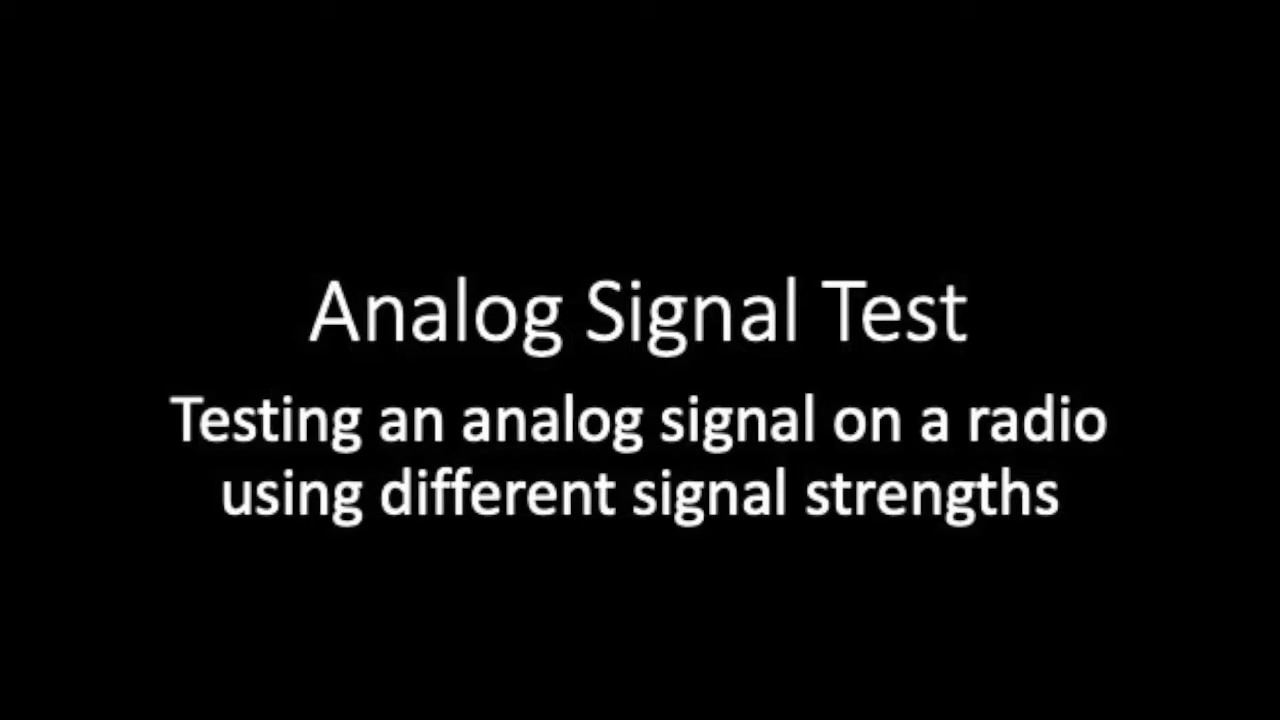 Analog Signal Test
Testing an analog signal on a radio
using different signal strengths